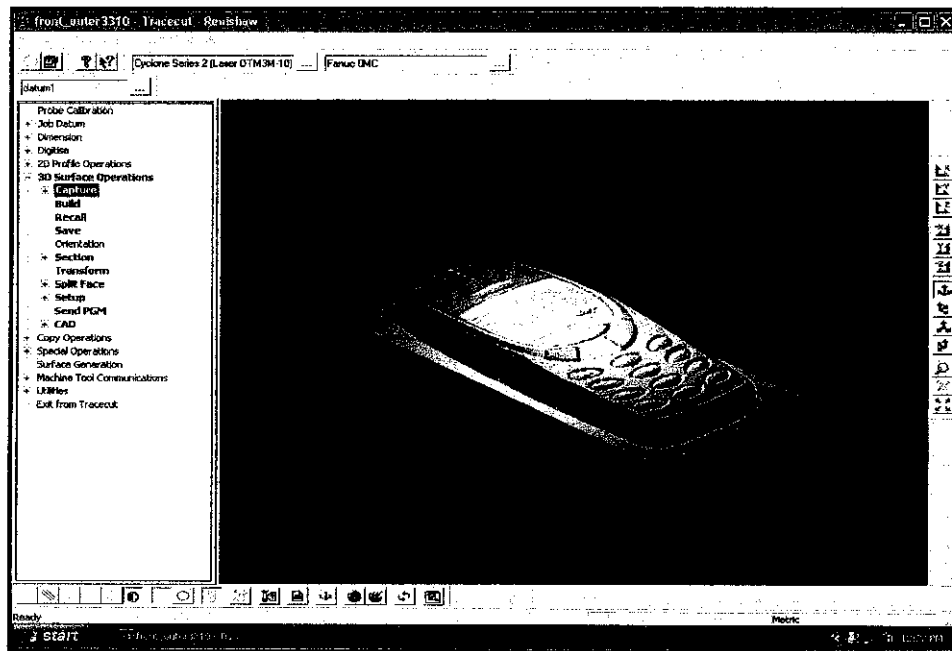 front_outer3310 - Tracecut - Renishaw
Cyclone Series 2 (Laser OTM3M-10) ... Fanuc 0MC ...
datum1 ...
Probe Calibration
Job Datum
Dimension
Digitise
2D Profile Operations
3D Surface Operations
Capture
Build
Recall
Save
Orientation
Section
Transform
Split Face
Setup
Send PGM
CAD
Copy Operations
Special Operations
Surface Generation
Machine Tool Communications
Utilities
Exit from Tracecut
Ready
Metric
start